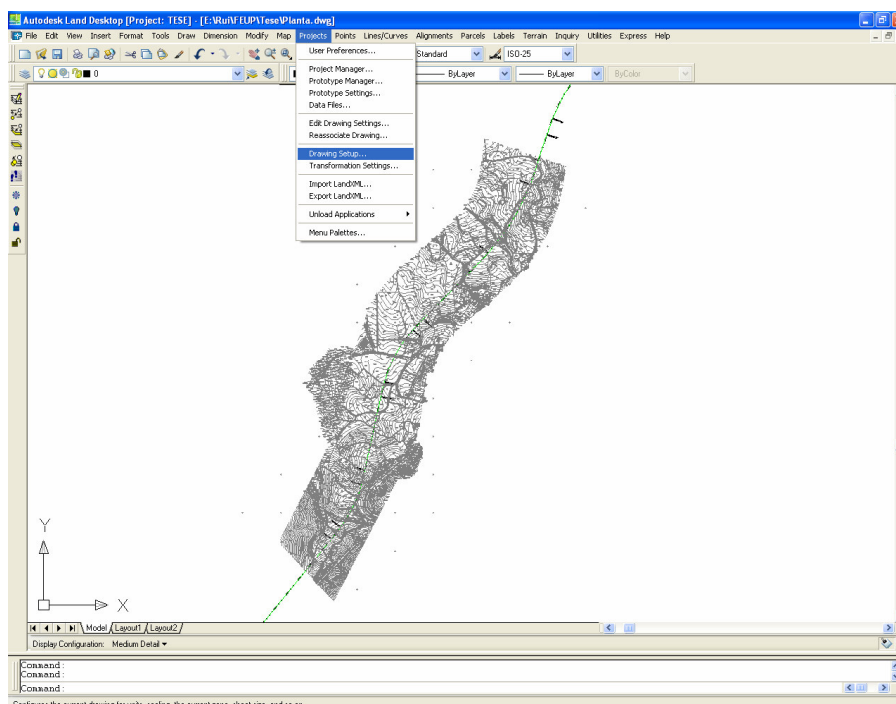 Autodesk Land Desktop [Project: TESE] - [E:\Rui\FEUP\Tese\Planta.dwg]
File Edit View Insert Format Tools Draw Dimension Modify Map Projects Points Lines/Curves Alignments Parcels Labels Terrain Inquiry Utilities Express Help
Standard ISO-25
0 ByLayer ByLayer ByColor
User Preferences...
Project Manager...
Prototype Manager...
Prototype Settings...
Data Files...
Edit Drawing Settings...
Reassociate Drawing...
Drawing Setup...
Transformation Settings...
Import LandXML...
Export LandXML...
Unload Applications
Menu Palettes...
Y
X
Model Layout1 Layout2
Display Configuration: Medium Detail
Command:
Command:
Command: